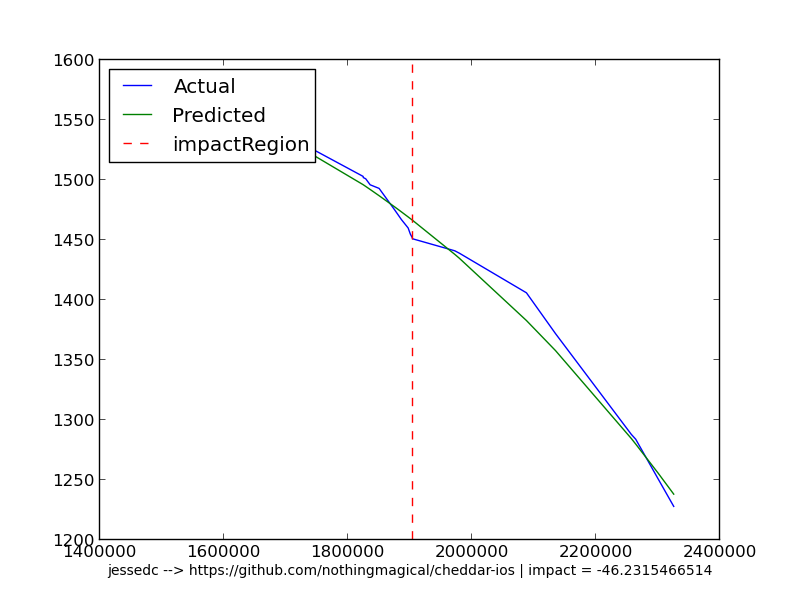 1600
1550
1500
1450
1400
1350
1300
1250
1200
Actual
Predicted
impactRegion
1400000 1600000 1800000 2000000 2200000 2400000
jessedc --> https://github.com/nothingmagical/cheddar-ios | impact = -46.2315466514